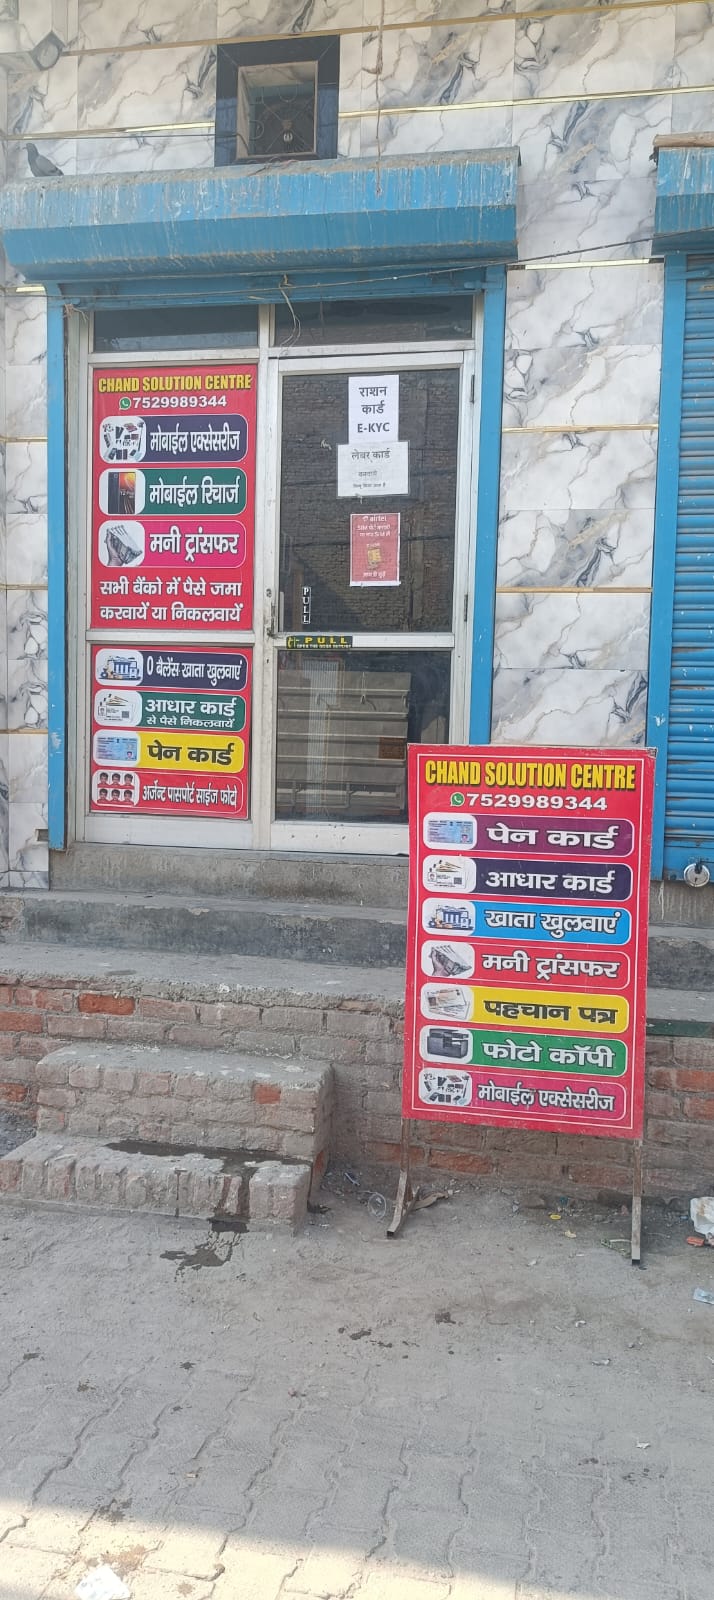 CHAND SOLUTION CENTRE
7529989344
मोबाईल एक्सेसरीज
मोबाईल रिचार्ज
मनी ट्रांसफर
सभी बैंको में पैसे जमा
करवायें या निकलवायें
0 बैलेंस खाता खुलवाएं
आधार कार्ड
से पैसे निकलवायें
पेन कार्ड
अर्जेन्ट पासपोर्ट साईज फोटो
राशन
कार्ड
E-KYC
लेबर कार्ड
airtel
PULL
PULL
CHAND SOLUTION CENTRE
7529989344
पेन कार्ड
आधार कार्ड
खाता खुलवाएं
मनी ट्रांसफर
पहचान पत्र
फोटो कॉपी
मोबाईल एक्सेसरीज